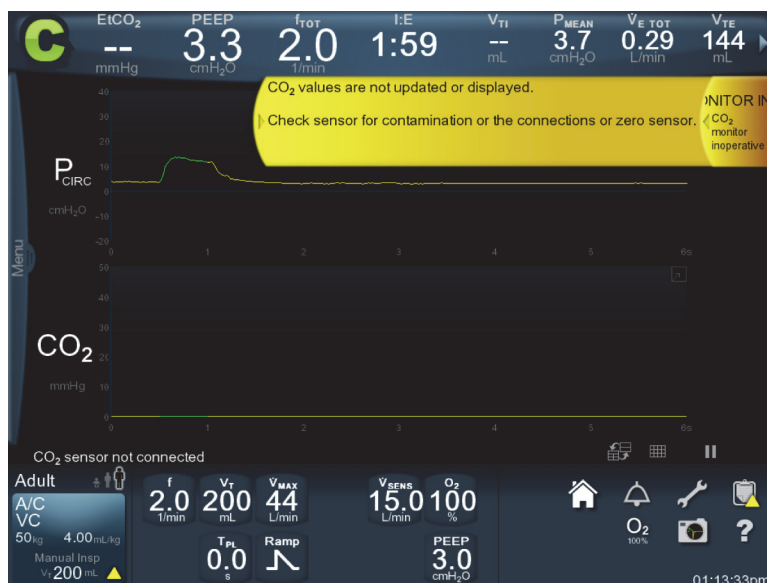 C
EtCO₂ PEEP fTOT I:E VTI PMEAN V̇E TOT VTE
-- 3.3 2.0 1:59 -- 3.7 0.29 144
mmHg cmH₂O 1/min mL cmH₂O L/min mL
CO₂ values are not updated or displayed.
Check sensor for contamination or the connections or zero sensor.
ONITOR IN
CO₂
monitor
inoperative
Menu
PCIRC
cmH₂O
40
30
20
10
0
-10
-20
0 1 2 3 4 5 6s
CO₂
mmHg
50
40
30
20
10
0
0 1 2 3 4 5 6s
CO₂ sensor not connected
Adult
A/C
VC
50kg 4.00mL/kg
Manual Insp
VT 200 mL
f VT V̇MAX V̇SENS O₂
2.0 200 44 15.0 100
1/min mL L/min L/min %
TPL Ramp PEEP
0.0 3.0
s cmH₂O
O₂
100%
?
01:13:33pm